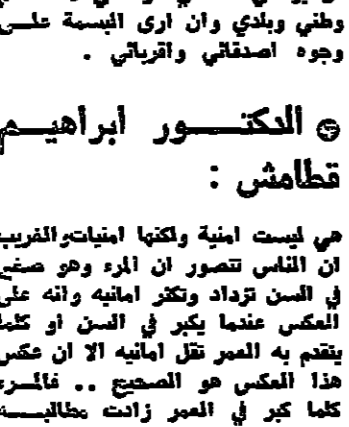 وطني وبلدي وان ارى البسمة على
وجوه اصدقائي واقربائي .
الدكتور ابراهيم
قطامش :
هي ليست امنية ولكنها امنيات والغريب
ان الناس تتصور ان المرء وهو صغير
في السن تزداد وتكثر امانيه وانه على
العكس عندما يكبر في السن او كلما
يتقدم به العمر تقل امانيه الا ان عكس
هذا العكس هو الصحيح .. فالمرء
كلما كبر في العمر زادت مطالبه